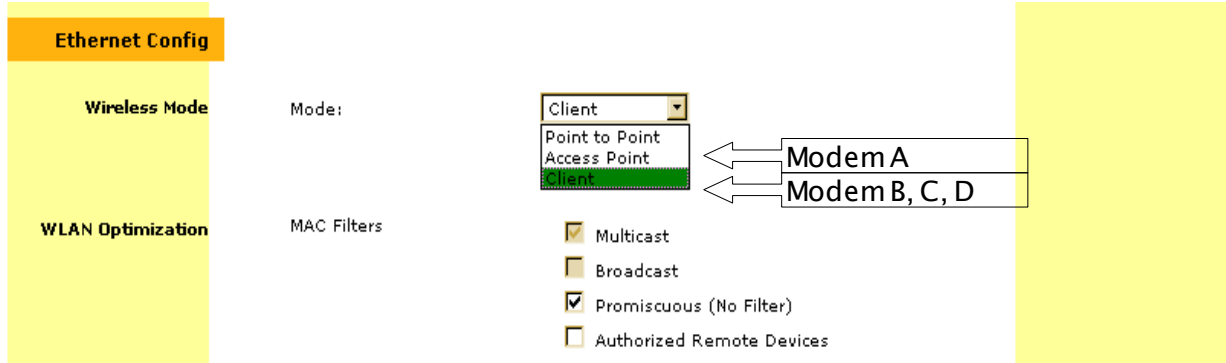 Ethernet Config
Wireless Mode
Mode:
Client
Point to Point
Access Point
Client
Modem A
Modem B, C, D
WLAN Optimization
MAC Filters
Multicast
Broadcast
Promiscuous (No Filter)
Authorized Remote Devices